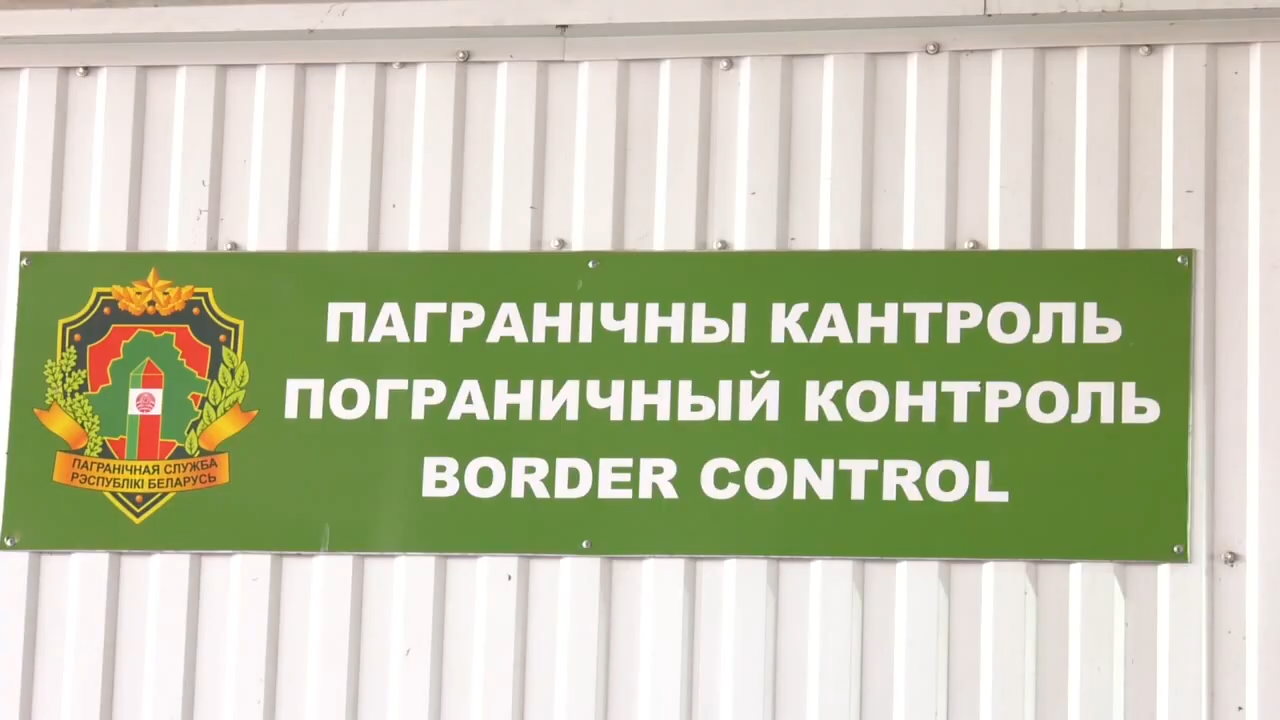 ПАГРАНІЧНЫ КАНТРОЛЬ
ПОГРАНИЧНЫЙ КОНТРОЛЬ
BORDER CONTROL
ПАГРАНІЧНАЯ СЛУЖБА
РЭСПУБЛІКІ БЕЛАРУСЬ